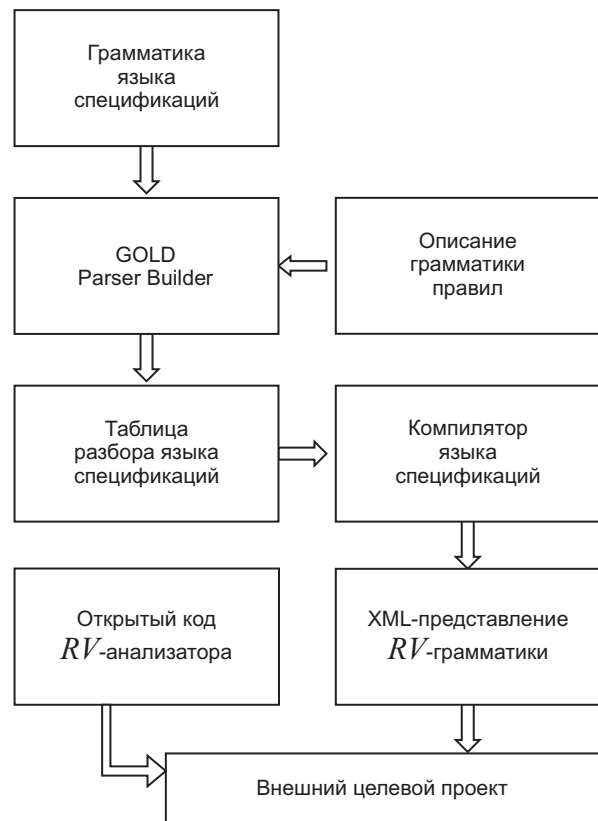 Грамматика
языка
спецификаций
GOLD
Parser Builder
Описание
грамматики
правил
Таблица
разбора языка
спецификаций
Компилятор
языка
спецификаций
Открытый код
RV-анализатора
XML-представление
RV-грамматики
Внешний целевой проект